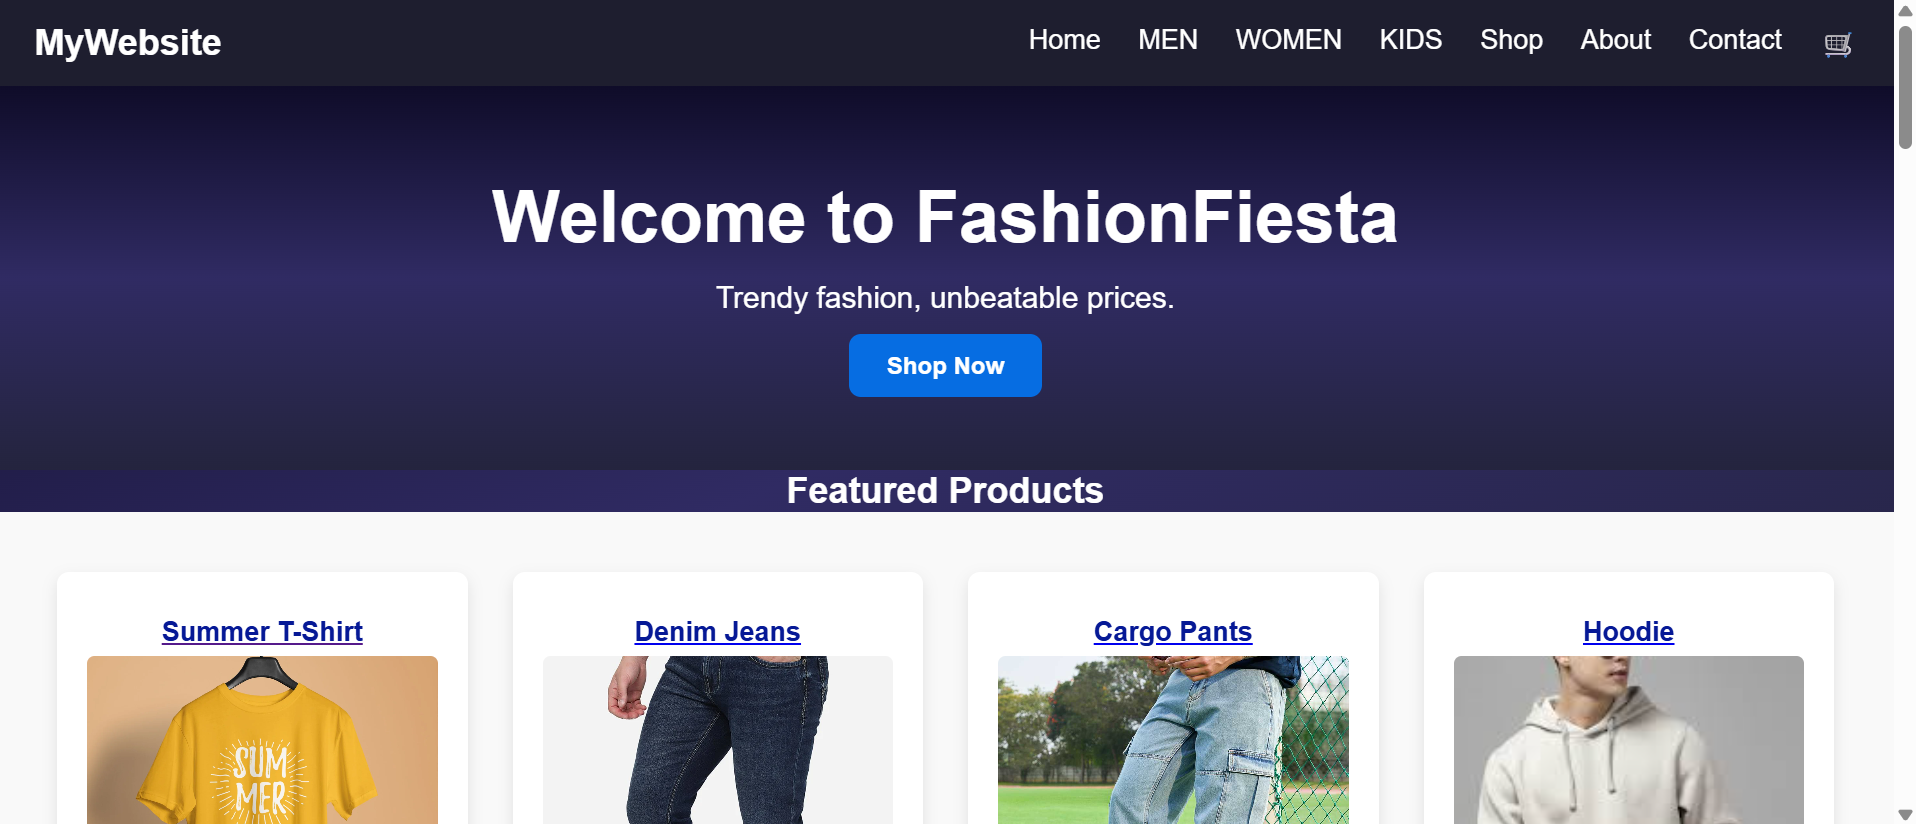 MyWebsite
Home MEN WOMEN KIDS Shop About Contact
Welcome to FashionFiesta
Trendy fashion, unbeatable prices.
Shop Now
Featured Products
Summer T-Shirt
Denim Jeans
Cargo Pants
Hoodie
SUM
MER